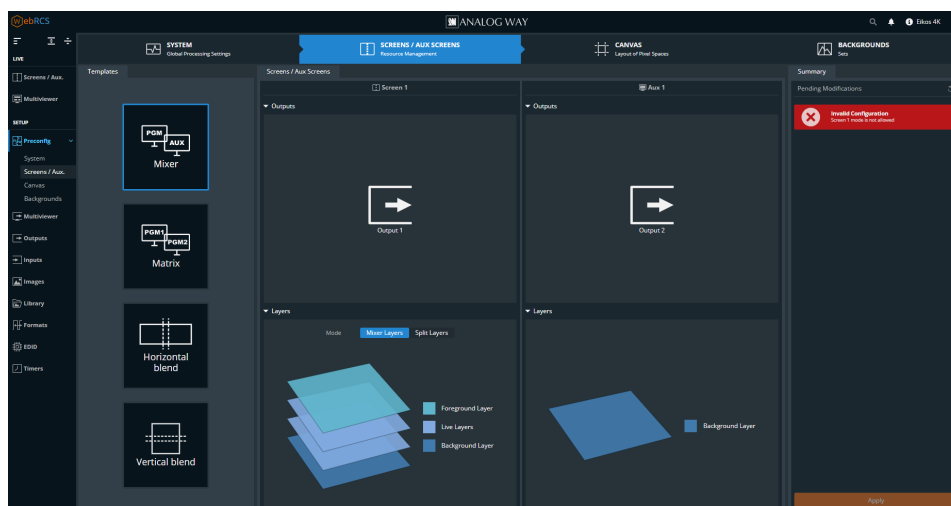 WebRCS
ANALOG WAY
Eikos 4K
LIVE
Screens / Aux.
Multiviewer
SETUP
Preconfig
System
Screens / Aux.
Canvas
Backgrounds
Multiviewer
Outputs
Inputs
Images
Library
Formats
EDID
Timers
SYSTEM
Global Processing Settings
SCREENS / AUX SCREENS
Resource Management
CANVAS
Layout of Pixel Spaces
BACKGROUNDS
Sets
Templates
PGM
AUX
Mixer
PGM1
PGM2
Matrix
Horizontal
blend
Vertical blend
Screens / Aux Screens
Screen 1
Outputs
Output 1
Layers
Mode
Mixer Layers
Split Layers
Foreground Layer
Live Layers
Background Layer
Aux 1
Outputs
Output 2
Layers
Background Layer
Summary
Pending Modifications
Invalid Configuration
Screen 1 mode is not allowed
Apply